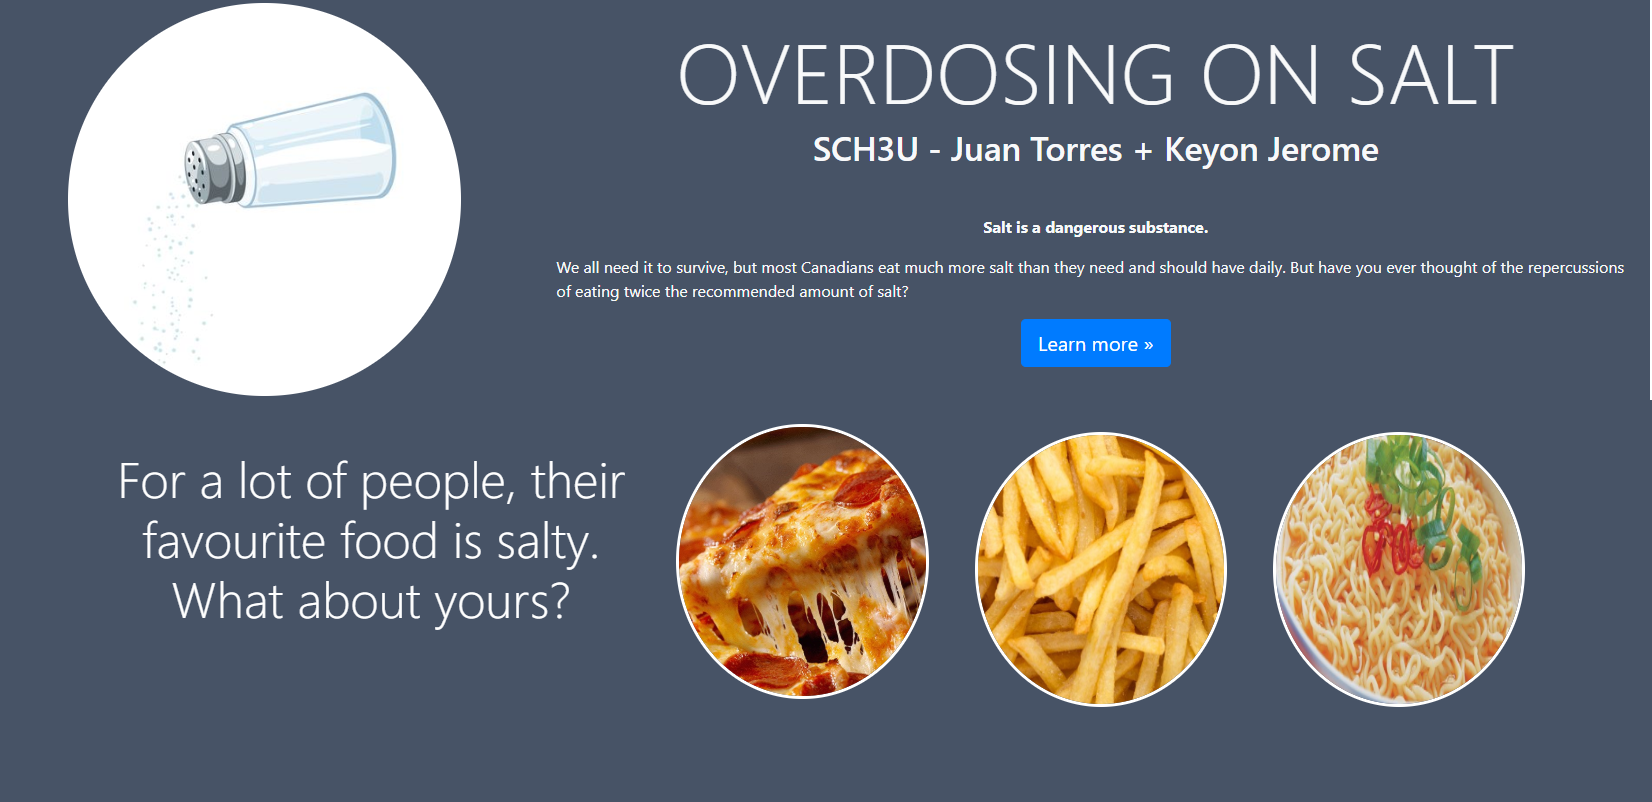 OVERDOSING ON SALT
SCH3U - Juan Torres + Keyon Jerome
Salt is a dangerous substance.
We all need it to survive, but most Canadians eat much more salt than they need and should have daily. But have you ever thought of the repercussions
of eating twice the recommended amount of salt?
Learn more »
For a lot of people, their
favourite food is salty.
What about yours?